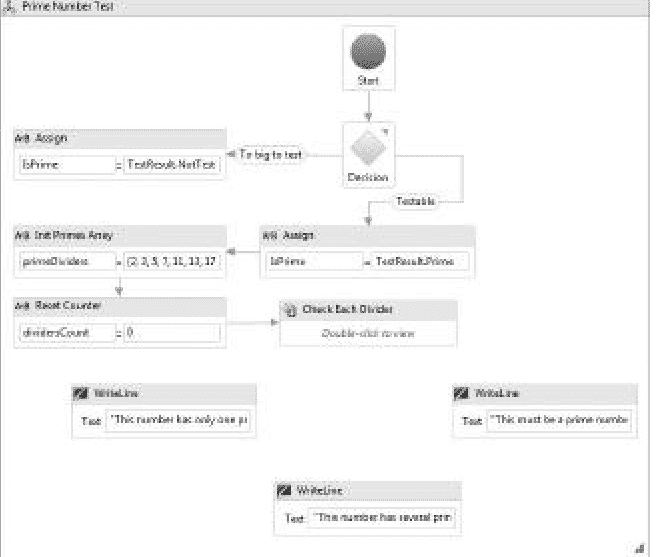 Prime Number Test
Start
A+B Assign
IsPrime = TestResult.NotTest
To big to test
Decision
Testable
A+B Init Primes Array
primeDividers = {2, 3, 5, 7, 11, 13, 17
A+B Assign
IsPrime = TestResult.Prime
A+B Reset Counter
dividersCount = 0
Check Each Divider
Double-click to view
WriteLine
Text "This number has only one pr
WriteLine
Text "This must be a prime numbe
WriteLine
Text "This number has several prin